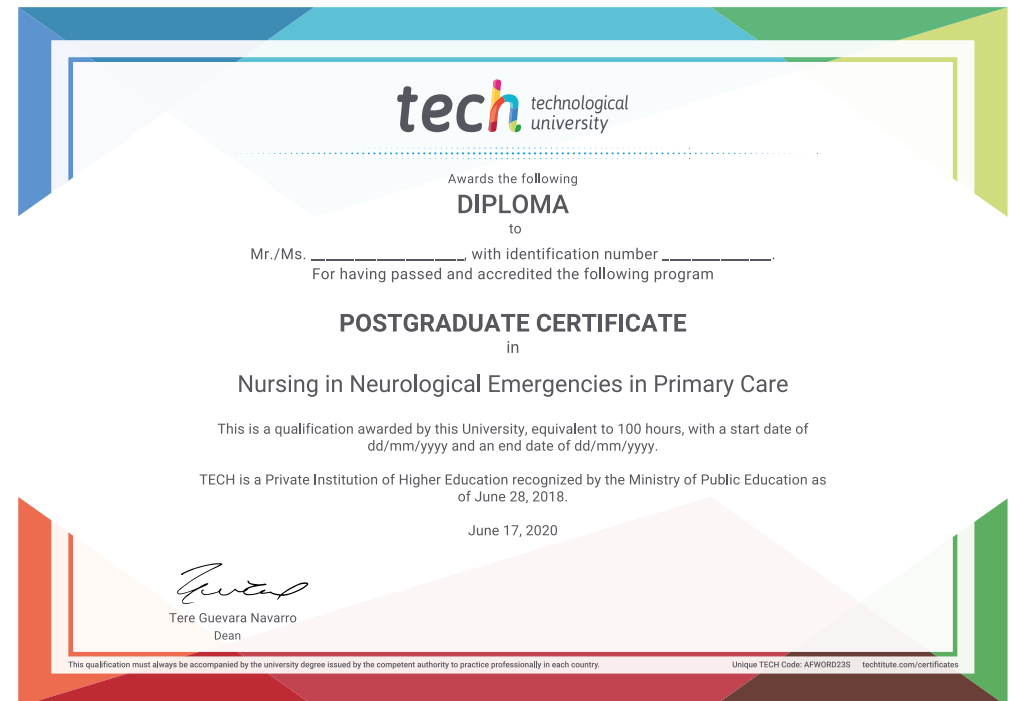 tech technological
university
Awards the following
DIPLOMA
to
Mr./Ms. __________________, with identification number _____________.
For having passed and accredited the following program
POSTGRADUATE CERTIFICATE
in
Nursing in Neurological Emergencies in Primary Care
This is a qualification awarded by this University, equivalent to 100 hours, with a start date of
dd/mm/yyyy and an end date of dd/mm/yyyy.
TECH is a Private Institution of Higher Education recognized by the Ministry of Public Education as
of June 28, 2018.
June 17, 2020
Tere Guevara Navarro
Dean
This qualification must always be accompanied by the university degree issued by the competent authority to practice professionally in each country.
Unique TECH Code: AFWORD23S techtitute.com/certificates